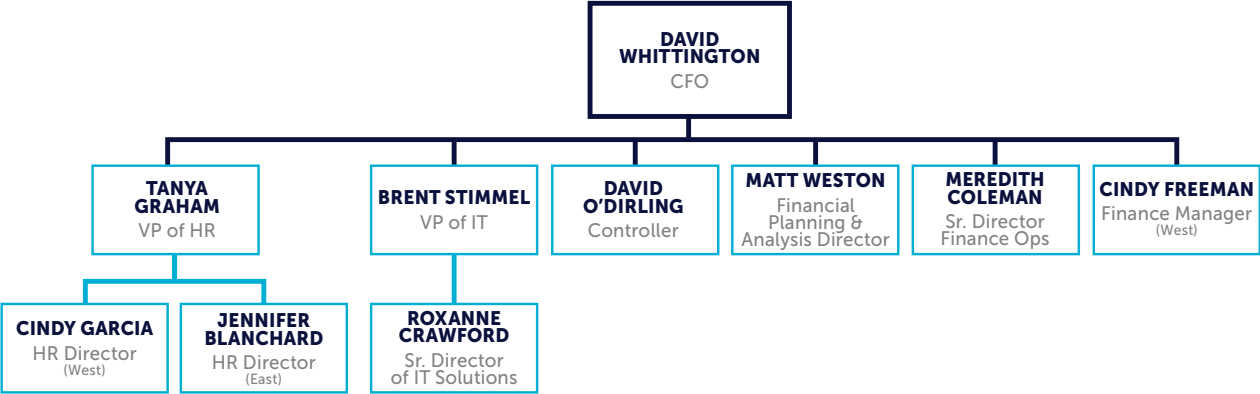 DAVID
WHITTINGTON
CFO
TANYA
GRAHAM
VP of HR
BRENT STIMMEL
VP of IT
DAVID
O’DIRLING
Controller
MATT WESTON
Financial
Planning &
Analysis Director
MEREDITH
COLEMAN
Sr. Director
Finance Ops
CINDY FREEMAN
Finance Manager
(West)
CINDY GARCIA
HR Director
(West)
JENNIFER
BLANCHARD
HR Director
(East)
ROXANNE
CRAWFORD
Sr. Director
of IT Solutions